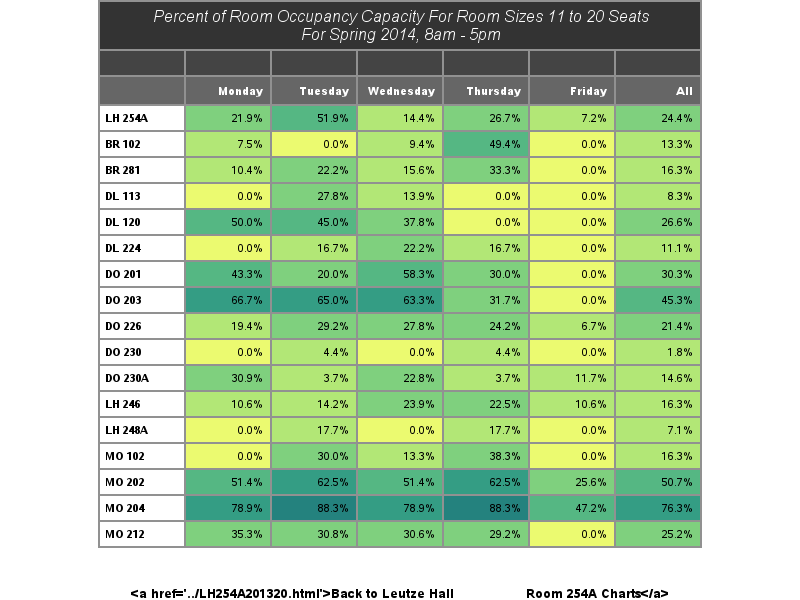 Percent of Room Occupancy Capacity For Room Sizes 11 to 20 Seats
For Spring 2014, 8am - 5pm
Monday Tuesday Wednesday Thursday Friday All
LH 254A 21.9% 51.9% 14.4% 26.7% 7.2% 24.4%
BR 102 7.5% 0.0% 9.4% 49.4% 0.0% 13.3%
BR 281 10.4% 22.2% 15.6% 33.3% 0.0% 16.3%
DL 113 0.0% 27.8% 13.9% 0.0% 0.0% 8.3%
DL 120 50.0% 45.0% 37.8% 0.0% 0.0% 26.6%
DL 224 0.0% 16.7% 22.2% 16.7% 0.0% 11.1%
DO 201 43.3% 20.0% 58.3% 30.0% 0.0% 30.3%
DO 203 66.7% 65.0% 63.3% 31.7% 0.0% 45.3%
DO 226 19.4% 29.2% 27.8% 24.2% 6.7% 21.4%
DO 230 0.0% 4.4% 0.0% 4.4% 0.0% 1.8%
DO 230A 30.9% 3.7% 22.8% 3.7% 11.7% 14.6%
LH 246 10.6% 14.2% 23.9% 22.5% 10.6% 16.3%
LH 248A 0.0% 17.7% 0.0% 17.7% 0.0% 7.1%
MO 102 0.0% 30.0% 13.3% 38.3% 0.0% 16.3%
MO 202 51.4% 62.5% 51.4% 62.5% 25.6% 50.7%
MO 204 78.9% 88.3% 78.9% 88.3% 47.2% 76.3%
MO 212 35.3% 30.8% 30.6% 29.2% 0.0% 25.2%
<a href='../LH254A201320.html'>Back to Leutze Hall Room 254A Charts</a>